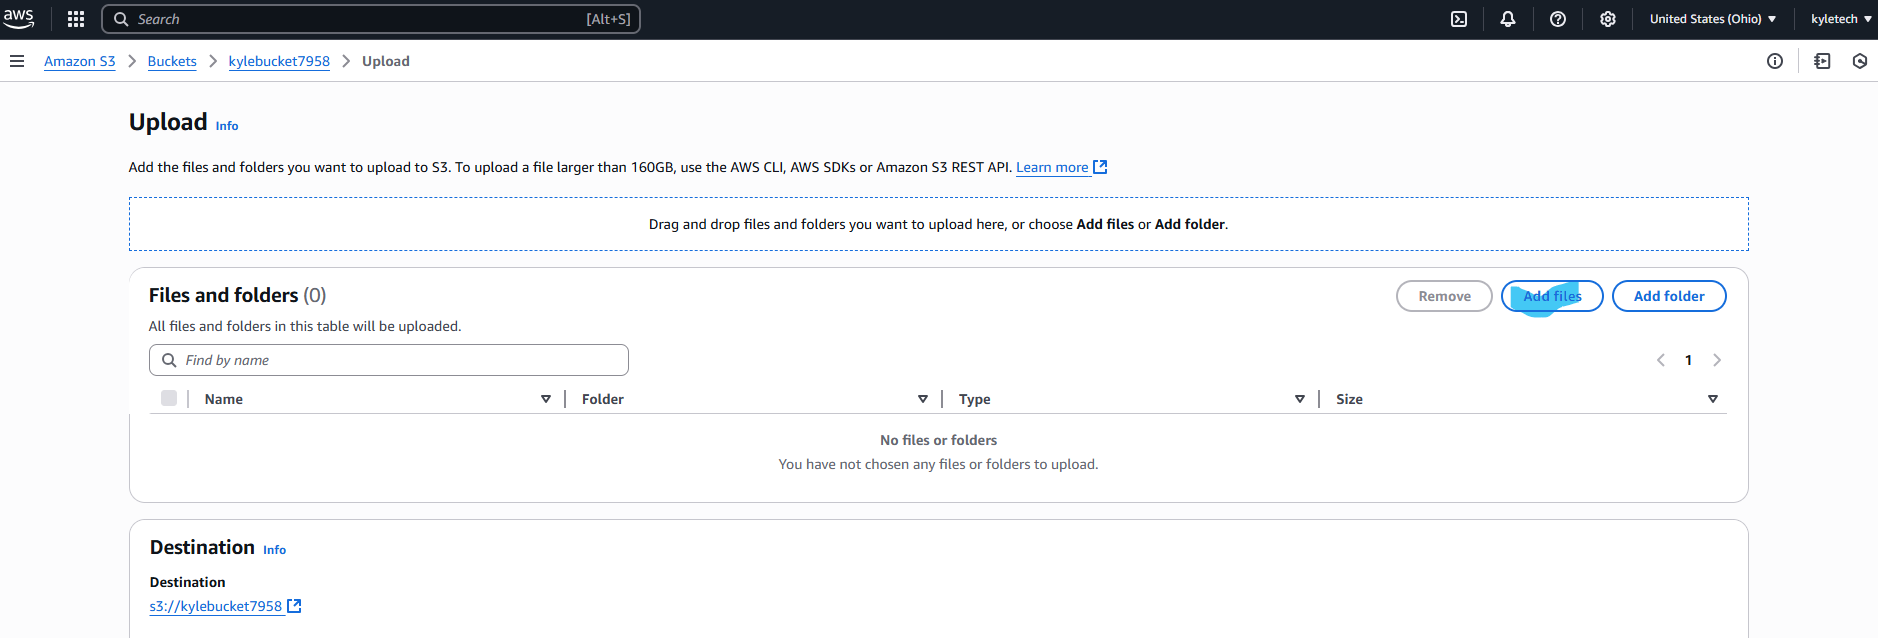 aws
Search [Alt+S]
United States (Ohio) kyletech
Amazon S3 Buckets kylebucket7958 Upload
Upload Info
Add the files and folders you want to upload to S3. To upload a file larger than 160GB, use the AWS CLI, AWS SDKs or Amazon S3 REST API. Learn more
Drag and drop files and folders you want to upload here, or choose Add files or Add folder.
Files and folders (0)
Remove Add files Add folder
All files and folders in this table will be uploaded.
Find by name
1
Name Folder Type Size
No files or folders
You have not chosen any files or folders to upload.
Destination Info
Destination
s3://kylebucket7958